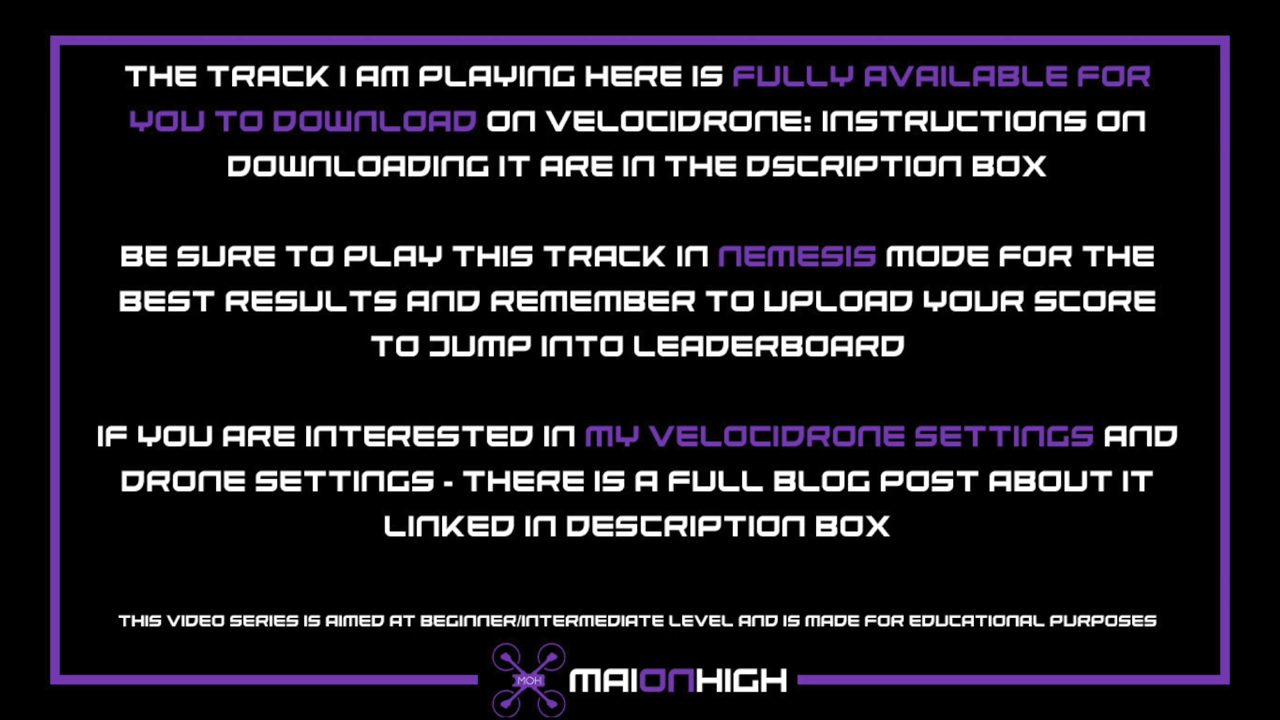 THE TRACK I AM PLAYING HERE IS FULLY AVAILABLE FOR
YOU TO DOWNLOAD ON VELOCIDRONE: INSTRUCTIONS ON
DOWNLOADING IT ARE IN THE DSCRIPTION BOX
BE SURE TO PLAY THIS TRACK IN NEMESIS MODE FOR THE
BEST RESULTS AND REMEMBER TO UPLOAD YOUR SCORE
TO JUMP INTO LEADERBOARD
IF YOU ARE INTERESTED IN MY VELOCIDRONE SETTINGS AND
DRONE SETTINGS - THERE IS A FULL BLOG POST ABOUT IT
LINKED IN DESCRIPTION BOX
THIS VIDEO SERIES IS AIMED AT BEGINNER/INTERMEDIATE LEVEL AND IS MADE FOR EDUCATIONAL PURPOSES
MOH MAIONHIGH